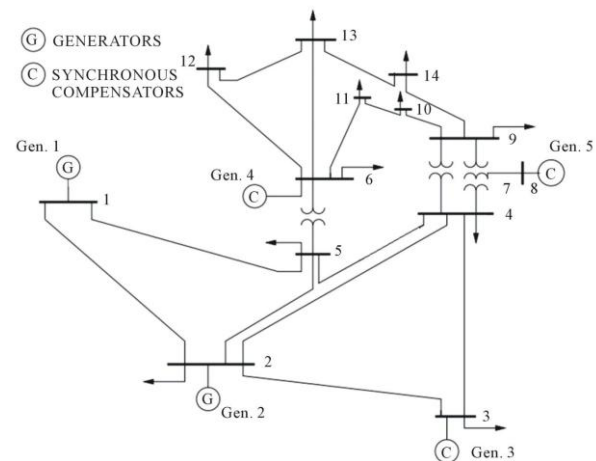 G GENERATORS
C SYNCHRONOUS
COMPENSATORS
13
12
14
11
10
9
Gen. 1
G
Gen. 4
C
6
Gen. 5
C
7
8
1
4
5
2
G
Gen. 2
3
C
Gen. 3